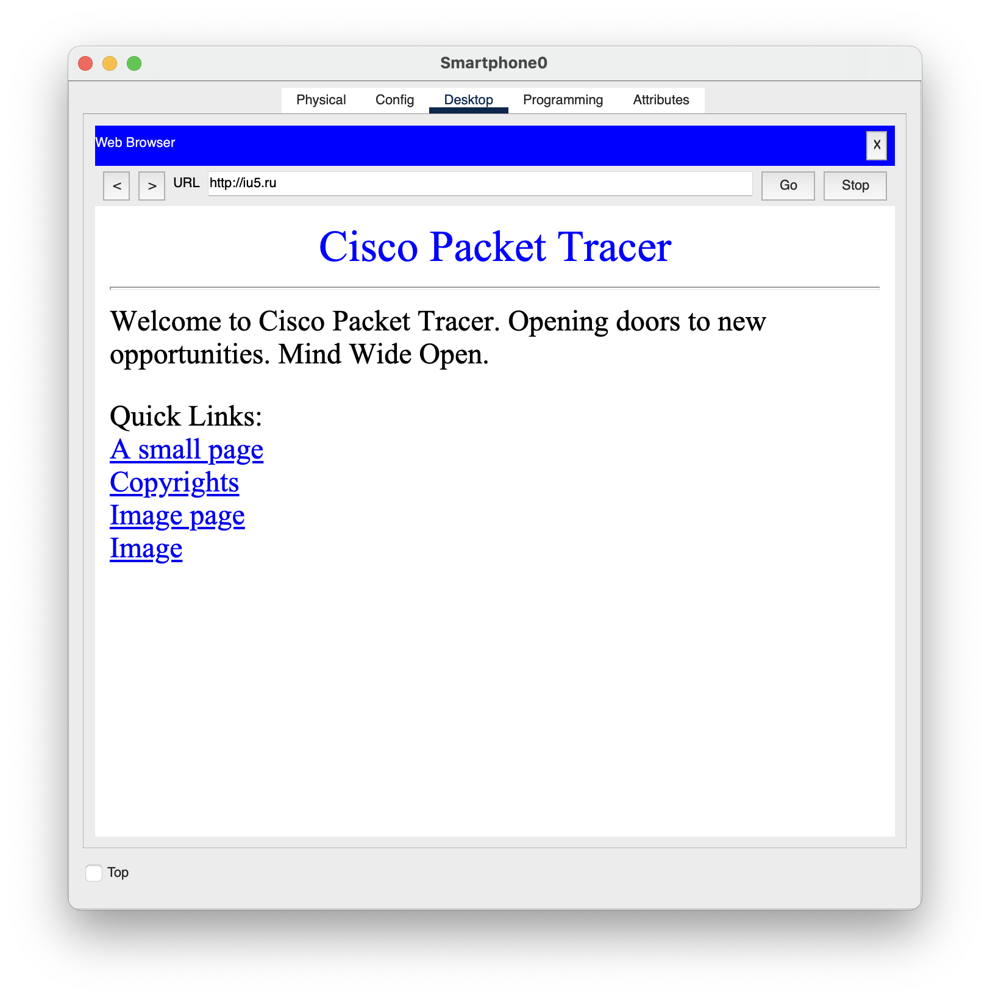 Smartphone0
Physical Config Desktop Programming Attributes
Web Browser X
< > URL http://iu5.ru Go Stop
Cisco Packet Tracer
Welcome to Cisco Packet Tracer. Opening doors to new
opportunities. Mind Wide Open.
Quick Links:
A small page
Copyrights
Image page
Image
Top